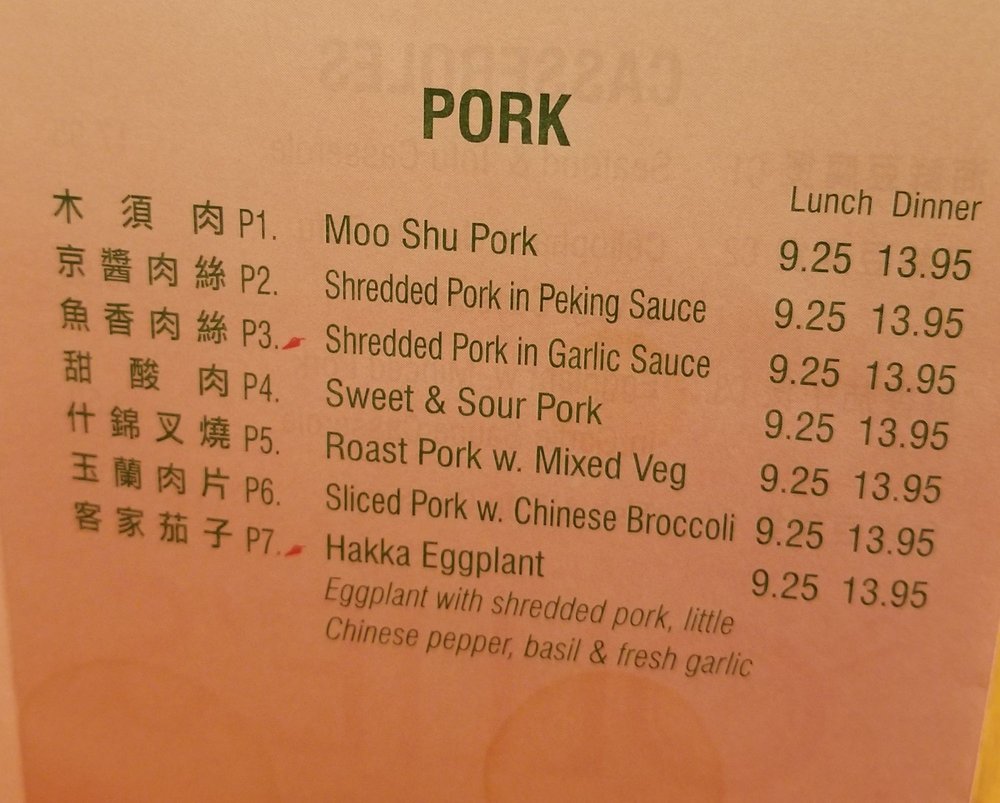 PORK
Lunch Dinner
木須肉 P1. Moo Shu Pork 9.25 13.95
京醬肉絲 P2. Shredded Pork in Peking Sauce 9.25 13.95
魚香肉絲 P3. Shredded Pork in Garlic Sauce 9.25 13.95
甜酸肉 P4. Sweet & Sour Pork 9.25 13.95
什錦叉燒 P5. Roast Pork w. Mixed Veg 9.25 13.95
玉蘭肉片 P6. Sliced Pork w. Chinese Broccoli 9.25 13.95
客家茄子 P7. Hakka Eggplant 9.25 13.95
Eggplant with shredded pork, little
Chinese pepper, basil & fresh garlic